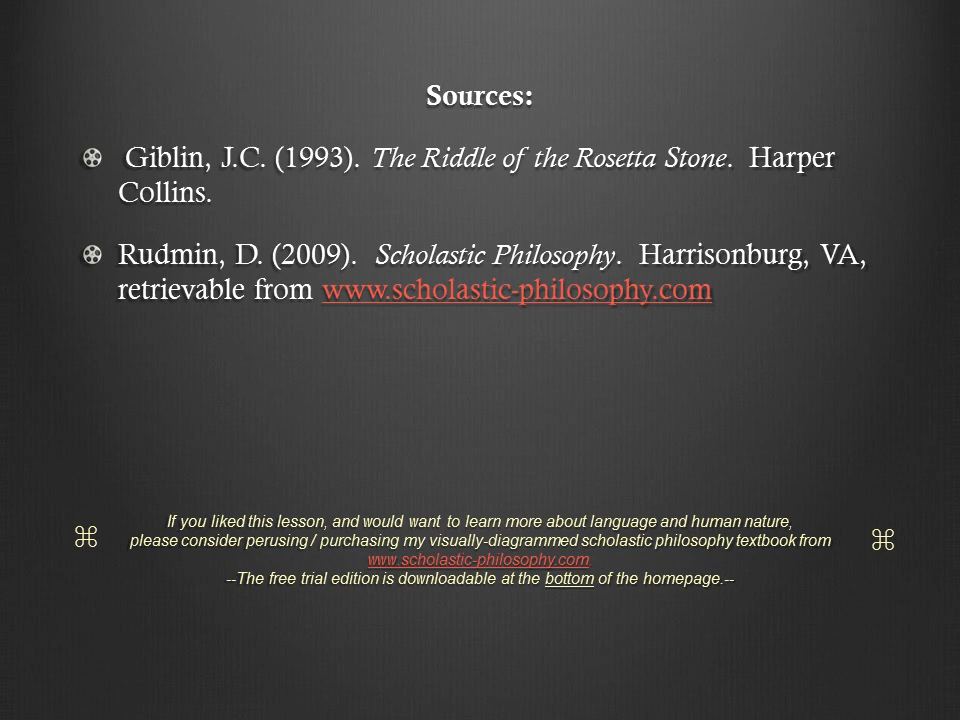 Sources:
Giblin, J.C. (1993). The Riddle of the Rosetta Stone. Harper
Collins.
Rudmin, D. (2009). Scholastic Philosophy. Harrisonburg, VA,
retrievable from www.scholastic-philosophy.com
If you liked this lesson, and would want to learn more about language and human nature,
please consider perusing / purchasing my visually-diagrammed scholastic philosophy textbook from
www.scholastic-philosophy.com
--The free trial edition is downloadable at the bottom of the homepage.--